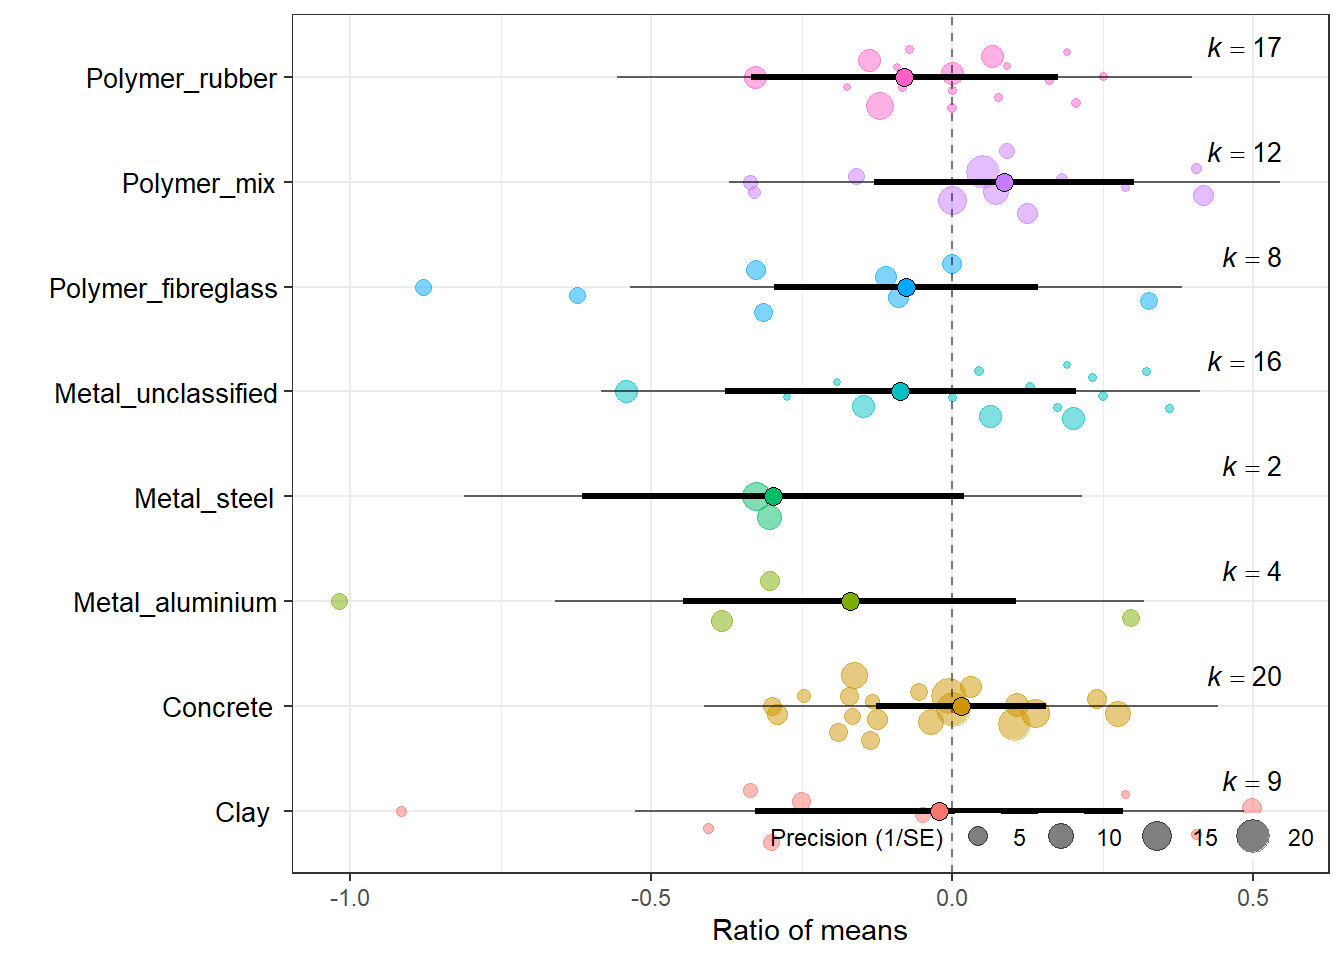 Polymer_rubber
k = 17
Polymer_mix
k = 12
Polymer_fibreglass
k = 8
Metal_unclassified
k = 16
Metal_steel
k = 2
Metal_aluminium
k = 4
Concrete
k = 20
Clay
k = 9
Precision (1/SE) 5 10 15 20
-1.0 -0.5 0.0 0.5
Ratio of means